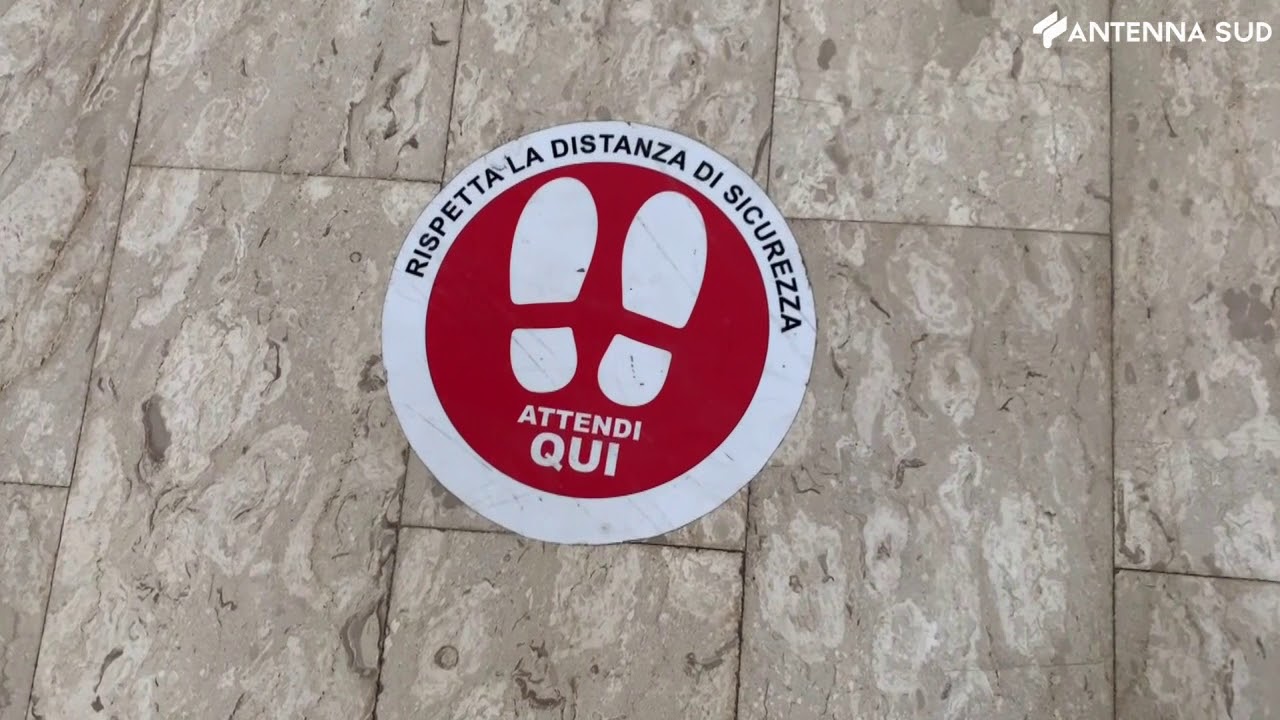 ANTENNA SUD
RISPETTA LA DISTANZA DI SICUREZZA
ATTENDI
QUI